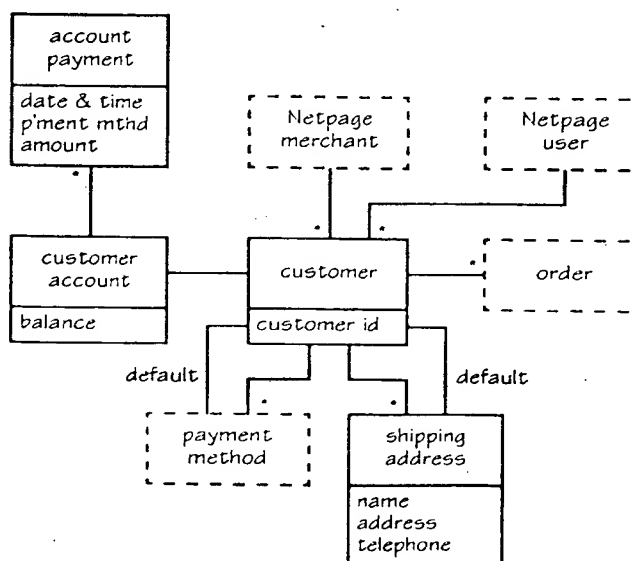 account
payment
date & time
p'ment mthd
amount
*
Netpage
merchant
*
Netpage
user
*
customer
account
balance
customer
customer id
*
order
default
*
payment
method
*
default
shipping
address
name
address
telephone